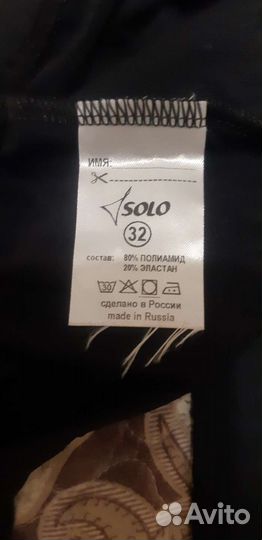 ИМЯ:
SOLO
32
состав: 80% ПОЛИАМИД
20% ЭЛАСТАН
30
сделано в России
made in Russia
Avito